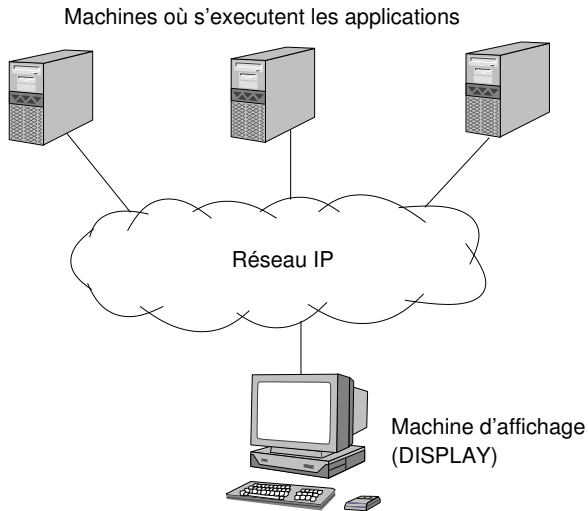 Machines où s'executent les applications
Réseau IP
Machine d'affichage
(DISPLAY)